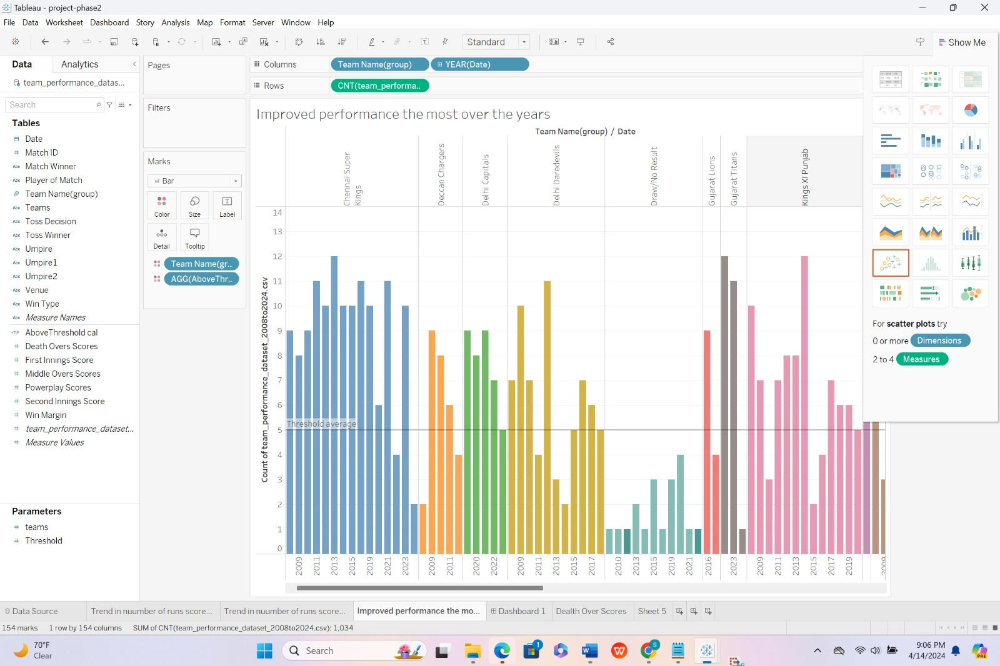 Tableau - project-phase2
File Data Worksheet Dashboard Story Analysis Map Format Server Window Help
Standard
Show Me
Data Analytics
team_performance_datas...
Search
Tables
Date
Match ID
Match Winner
Player of Match
Team Name(group)
Teams
Toss Decision
Toss Winner
Umpire
Umpire1
Umpire2
Venue
Win Type
Measure Names
AboveThreshold cal
Death Overs Scores
First Innings Score
Middle Overs Scores
Powerplay Scores
Second Innings Score
Win Margin
team_performance_dataset...
Measure Values
Parameters
teams
Threshold
Pages
Filters
Marks
Bar
Color Size Label
Detail Tooltip
Team Name(gr..
AGG(AboveThr..
Columns Team Name(group) YEAR(Date)
Rows CNT(team_performa..
Improved performance the most over the years
Team Name(group) / Date
Chennai Super
Kings
Deccan Chargers
Delhi Capitals
Delhi Daredevils
Draw/No Result
Gujarat Lions
Gujarat Titans
Kings XI Punjab
Count of team_performance_dataset_2008to2024.csv
14
13
12
11
10
9
8
7
6
Threshold average
5
4
3
2
1
0
2009 2011 2013 2015 2019 2021 2023 2009 2011 2020 2022 2009 2011 2013 2015 2017 2010 2013 2015 2019 2021 2016 2023 2009 2011 2013 2015 2017 2019 2009
For scatter plots try
0 or more Dimensions
2 to 4 Measures
Data Source Trend in nuumber of runs score... Trend in nuumber of runs score... Improved performance the mo... Dashboard 1 Dealth Over Scores Sheet 5
154 marks 1 row by 154 columns SUM of CNT(team_performance_dataset_2008to2024.csv): 1,034
70°F
Clear
Search
1
S
PRE
9:06 PM
4/14/2024